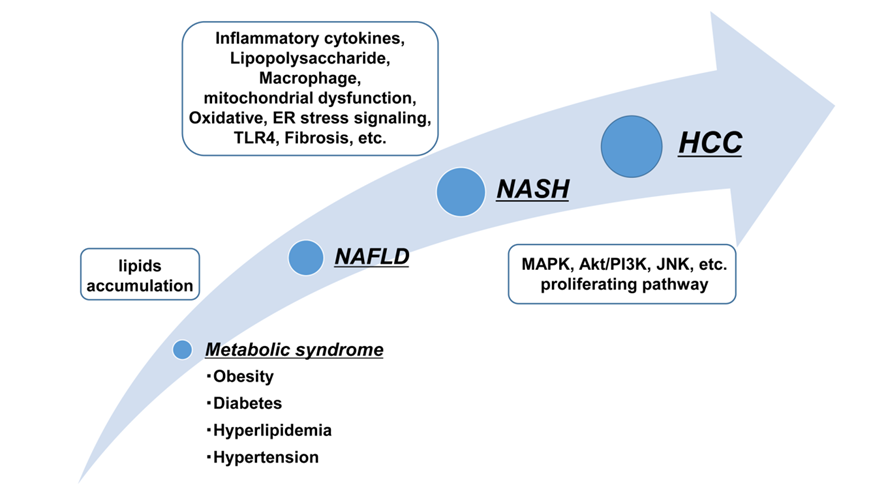 Inflammatory cytokines,
Lipopolysaccharide,
Macrophage,
mitochondrial dysfunction,
Oxidative, ER stress signaling,
TLR4, Fibrosis, etc.
HCC
NASH
NAFLD
lipids
accumulation
MAPK, Akt/PI3K, JNK, etc.
proliferating pathway
Metabolic syndrome
・Obesity
・Diabetes
・Hyperlipidemia
・Hypertension